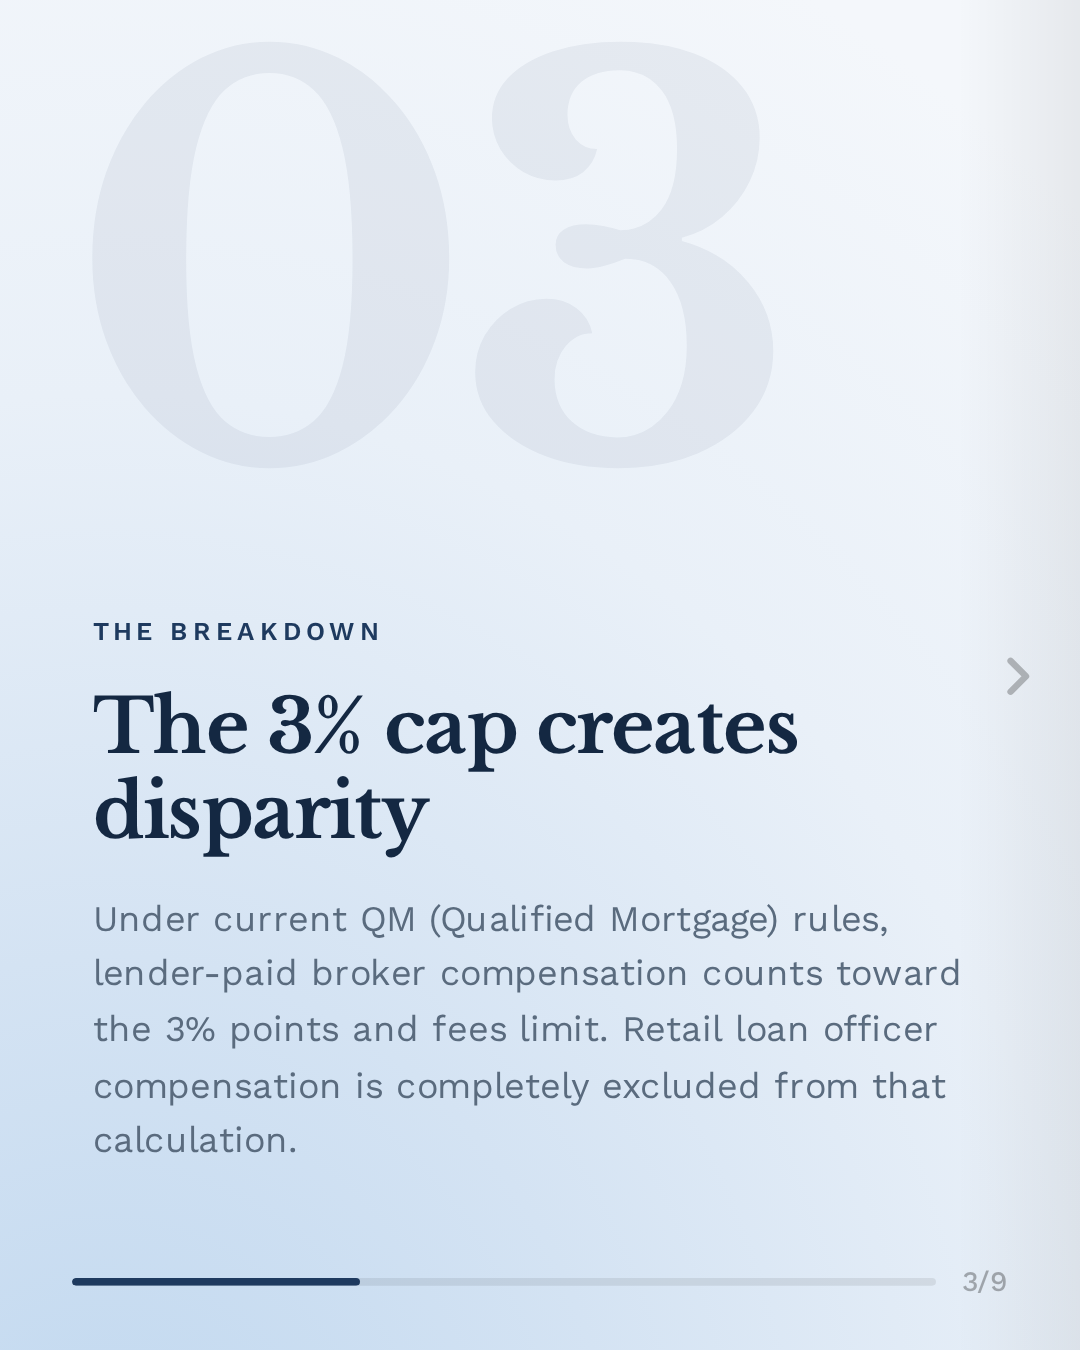 03
THE BREAKDOWN
The 3% cap creates
disparity
Under current QM (Qualified Mortgage) rules,
lender-paid broker compensation counts toward
the 3% points and fees limit. Retail loan officer
compensation is completely excluded from that
calculation.
3/9